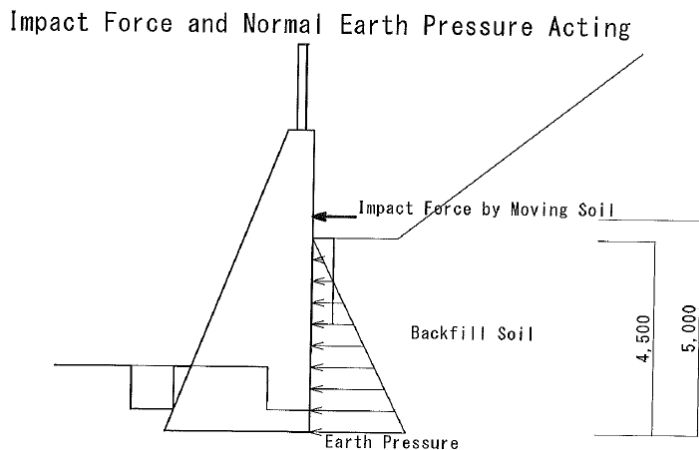 Impact Force and Normal Earth Pressure Acting
Impact Force by Moving Soil
Backfill Soil
4,500
5,000
Earth Pressure